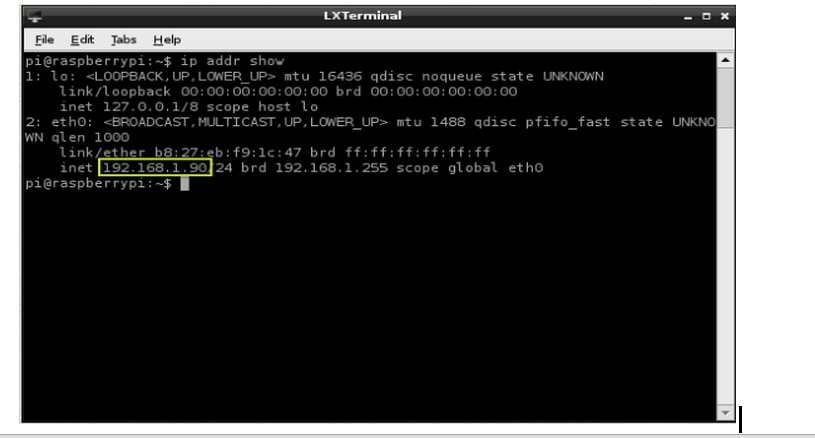 LXTerminal
File Edit Tabs Help
pi@raspberrypi:~$ ip addr show
1: lo: <LOOPBACK,UP,LOWER_UP> mtu 16436 qdisc noqueue state UNKNOWN
    link/loopback 00:00:00:00:00:00 brd 00:00:00:00:00:00
    inet 127.0.0.1/8 scope host lo
2: eth0: <BROADCAST,MULTICAST,UP,LOWER_UP> mtu 1488 qdisc pfifo_fast state UNKNO
WN qlen 1000
    link/ether b8:27:eb:f9:1c:47 brd ff:ff:ff:ff:ff:ff
    inet 192.168.1.90/24 brd 192.168.1.255 scope global eth0
pi@raspberrypi:~$